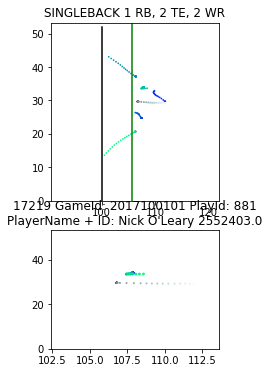 SINGLEBACK 1 RB, 2 TE, 2 WR
50
40
30
20
10
0
100 110 120
17219 GameId: 2017110101 PlayId: 881
PlayerName + ID: Nick O'Leary 2552403.0
40
20
0
102.5 105.0 107.5 110.0 112.5